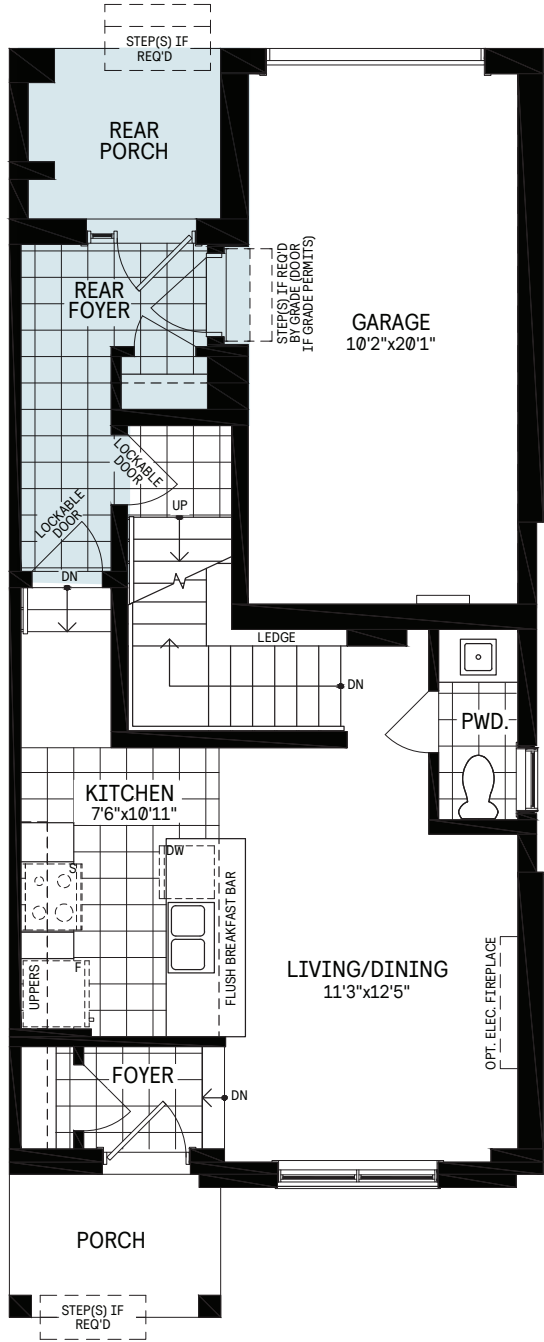 STEP(S) IF
REQ'D
REAR
PORCH
REAR
FOYER
STEP(S) IF REQ'D
BY GRADE (DOOR
IF GRADE PERMITS)
GARAGE
10'2"x20'1"
LOCKABLE
DOOR
LOCKABLE
DOOR
UP
DN
LEDGE
DN
PWD.
KITCHEN
7'6"x10'11"
DW
S
FLUSH BREAKFAST BAR
UPPERS
F
LIVING/DINING
11'3"x12'5"
OPT. ELEC. FIREPLACE
FOYER
DN
PORCH
STEP(S) IF
REQ'D